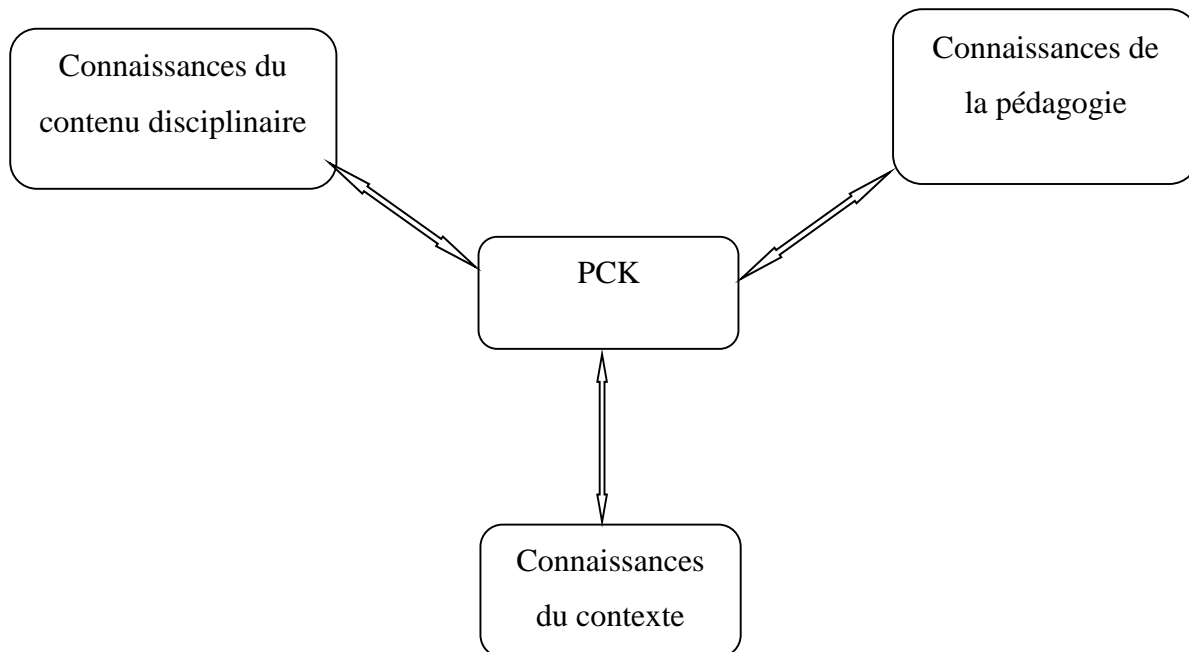 Connaissances du
contenu disciplinaire
Connaissances de
la pédagogie
PCK
Connaissances
du contexte